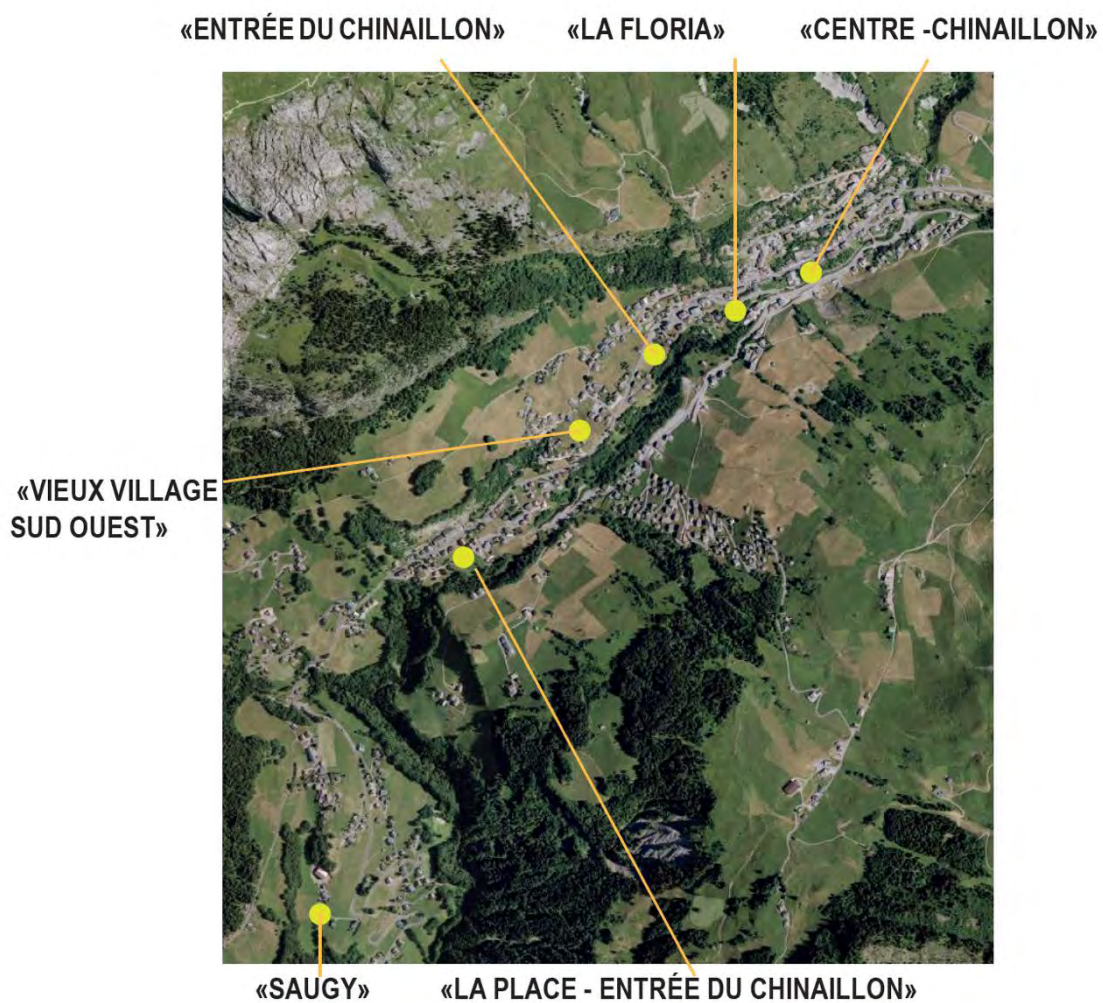 «ENTRÉE DU CHINAILLON»
«LA FLORIA»
«CENTRE -CHINAILLON»
«VIEUX VILLAGE
SUD OUEST»
«SAUGY»
«LA PLACE - ENTRÉE DU CHINAILLON»